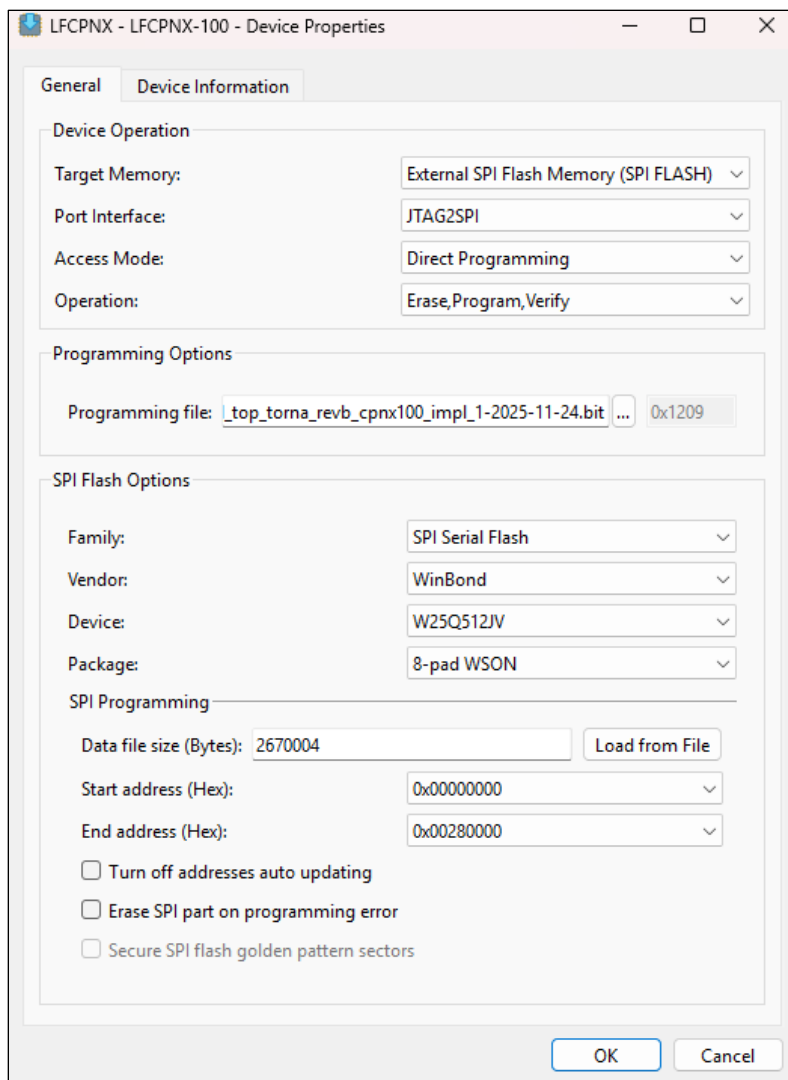 LFCPNX - LFCPNX-100 - Device Properties
General Device Information
Device Operation
Target Memory: External SPI Flash Memory (SPI FLASH)
Port Interface: JTAG2SPI
Access Mode: Direct Programming
Operation: Erase,Program,Verify
Programming Options
Programming file: _top_torna_revb_cpnx100_impl_1-2025-11-24.bit ... 0x1209
SPI Flash Options
Family: SPI Serial Flash
Vendor: WinBond
Device: W25Q512JV
Package: 8-pad WSON
SPI Programming
Data file size (Bytes): 2670004 Load from File
Start address (Hex): 0x00000000
End address (Hex): 0x00280000
Turn off addresses auto updating
Erase SPI part on programming error
Secure SPI flash golden pattern sectors
OK Cancel